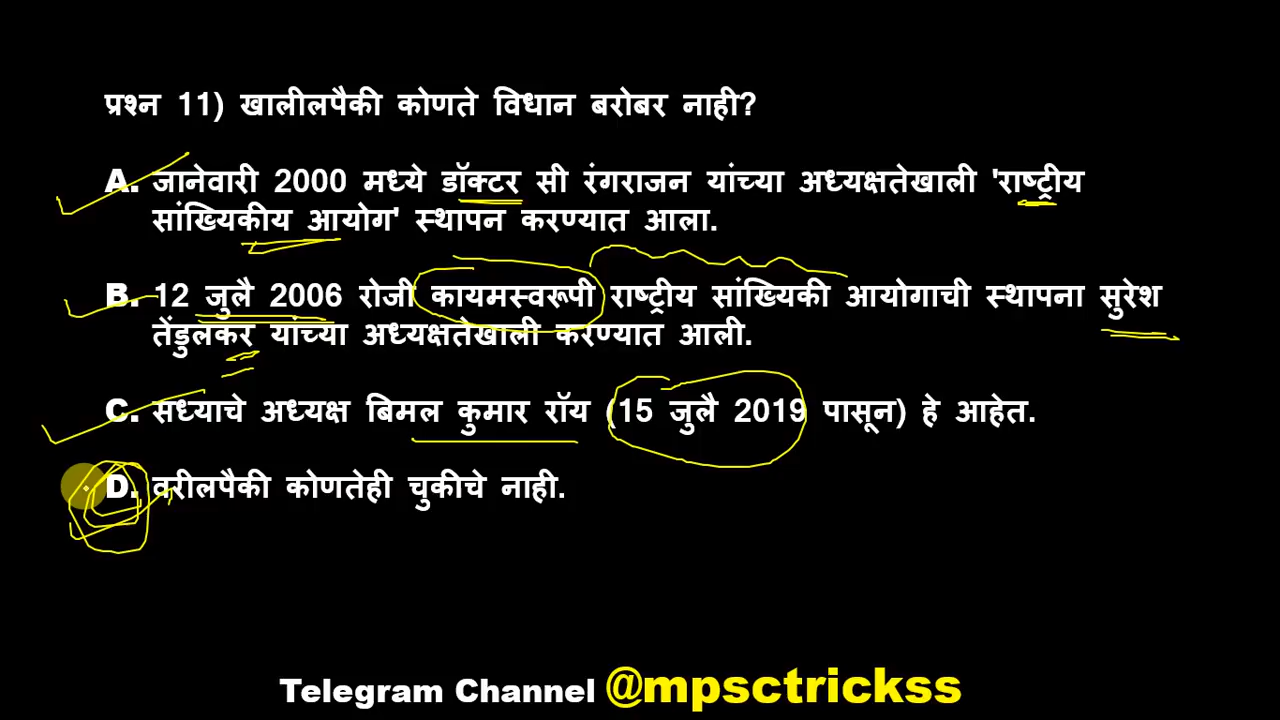 प्रश्न 11) खालीलपैकी कोणते विधान बरोबर नाही?
A. जानेवारी 2000 मध्ये डॉक्टर सी रंगराजन यांच्या अध्यक्षतेखाली 'राष्ट्रीय
सांख्यिकीय आयोग' स्थापन करण्यात आला.
B. 12 जुलै 2006 रोजी कायमस्वरूपी राष्ट्रीय सांख्यिकी आयोगाची स्थापना सुरेश
तेंडुलकर यांच्या अध्यक्षतेखाली करण्यात आली.
C. सध्याचे अध्यक्ष बिमल कुमार रॉय (15 जुलै 2019 पासून) हे आहेत.
D. वरीलपैकी कोणतेही चुकीचे नाही.
Telegram Channel @mpsctrickss